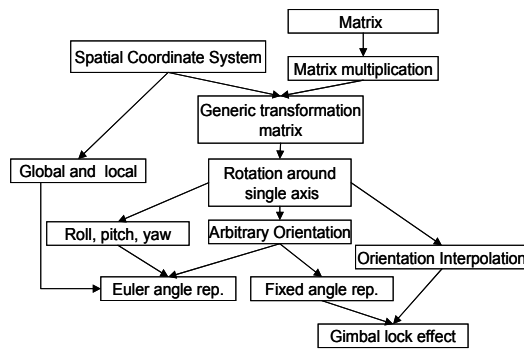 Matrix
Spatial Coordinate System
Matrix multiplication
Generic transformation
matrix
Global and local
Rotation around
single axis
Roll, pitch, yaw
Arbitrary Orientation
Orientation Interpolation
Euler angle rep.
Fixed angle rep.
Gimbal lock effect